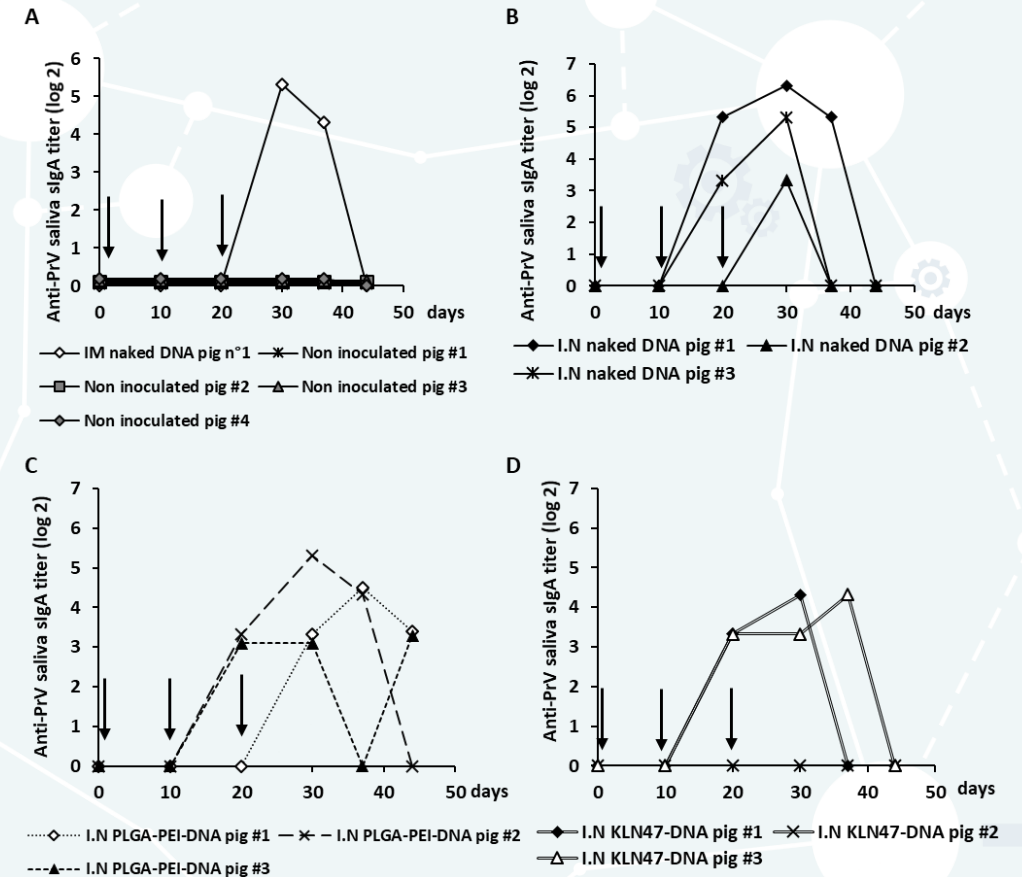 A
Anti-PrV saliva sIgA titer (log 2)
6
5
4
3
2
1
0
0 10 20 30 40 50 days
IM naked DNA pig n°1 Non inoculated pig #1
Non inoculated pig #2 Non inoculated pig #3
Non inoculated pig #4
B
Anti-PrV saliva sIgA titer (log 2)
7
6
5
4
3
2
1
0
0 10 20 30 40 50 days
I.N naked DNA pig #1 I.N naked DNA pig #2
I.N naked DNA pig #3
C
Anti-PrV saliva sIgA titer (log 2)
7
6
5
4
3
2
1
0
0 10 20 30 40 50 days
I.N PLGA-PEI-DNA pig #1 I.N PLGA-PEI-DNA pig #2
I.N PLGA-PEI-DNA pig #3
D
Anti-PrV saliva sIgA titer (log 2)
7
6
5
4
3
2
1
0
0 10 20 30 40 50 days
I.N KLN47-DNA pig #1 I.N KLN47-DNA pig #2
I.N KLN47-DNA pig #3